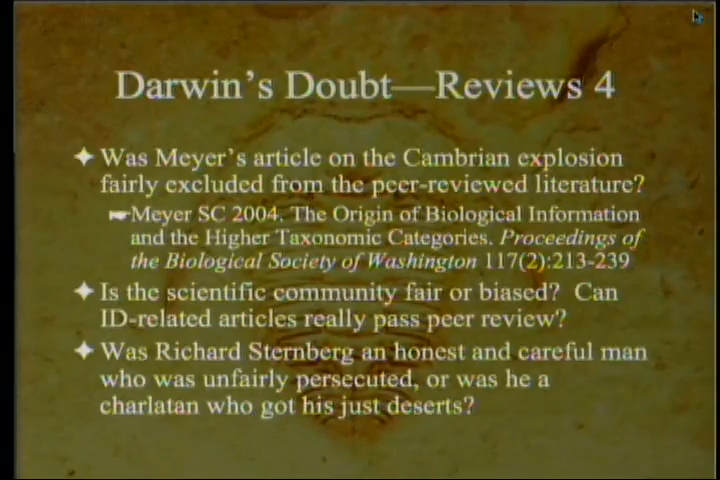 Darwin's Doubt—Reviews 4
Was Meyer's article on the Cambrian explosion
fairly excluded from the peer-reviewed literature?
Meyer SC 2004. The Origin of Biological Information
and the Higher Taxonomic Categories. Proceedings of
the Biological Society of Washington 117(2):213-239
Is the scientific community fair or biased? Can
ID-related articles really pass peer review?
Was Richard Sternberg an honest and careful man
who was unfairly persecuted, or was he a
charlatan who got his just deserts?